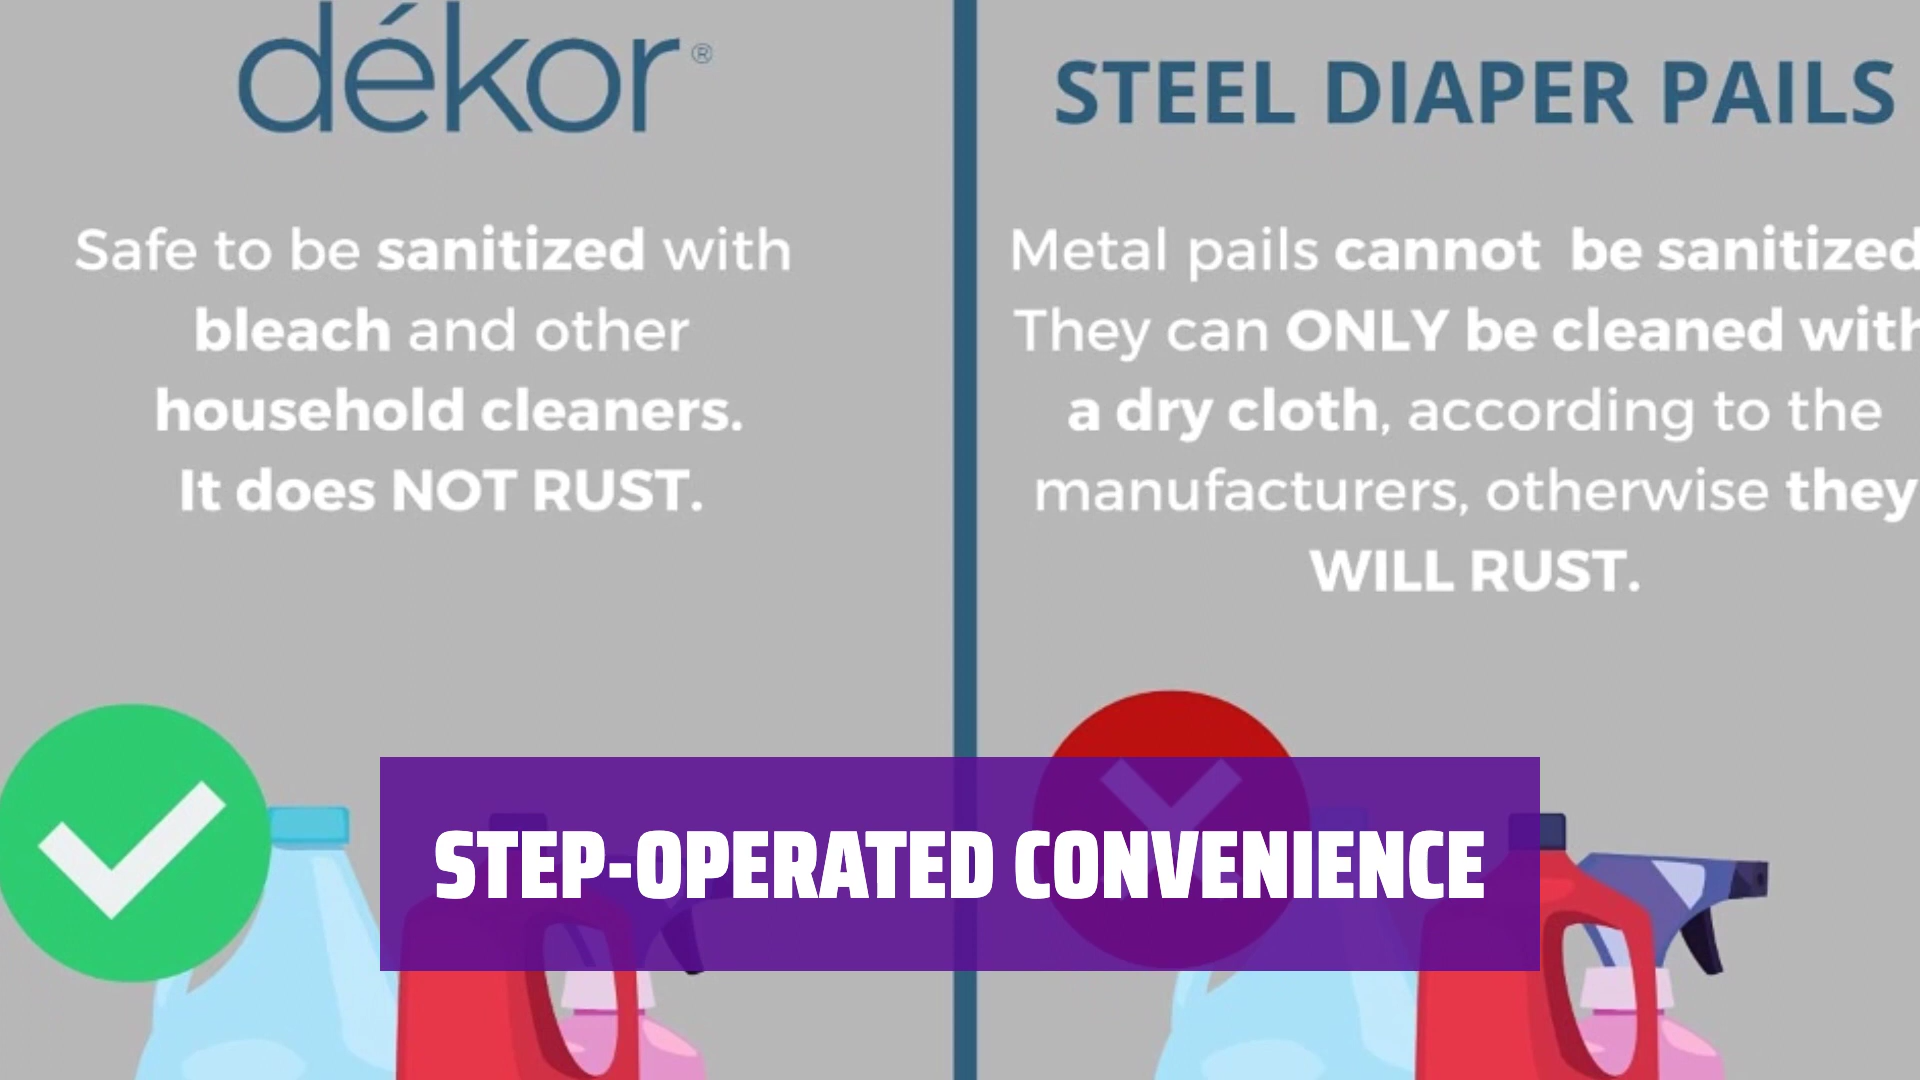 dékor®
Safe to be sanitized with
bleach and other
household cleaners.
It does NOT RUST.
STEEL DIAPER PAILS
Metal pails cannot be sanitized
They can ONLY be cleaned with
a dry cloth, according to the
manufacturers, otherwise they
WILL RUST.
STEP-OPERATED CONVENIENCE